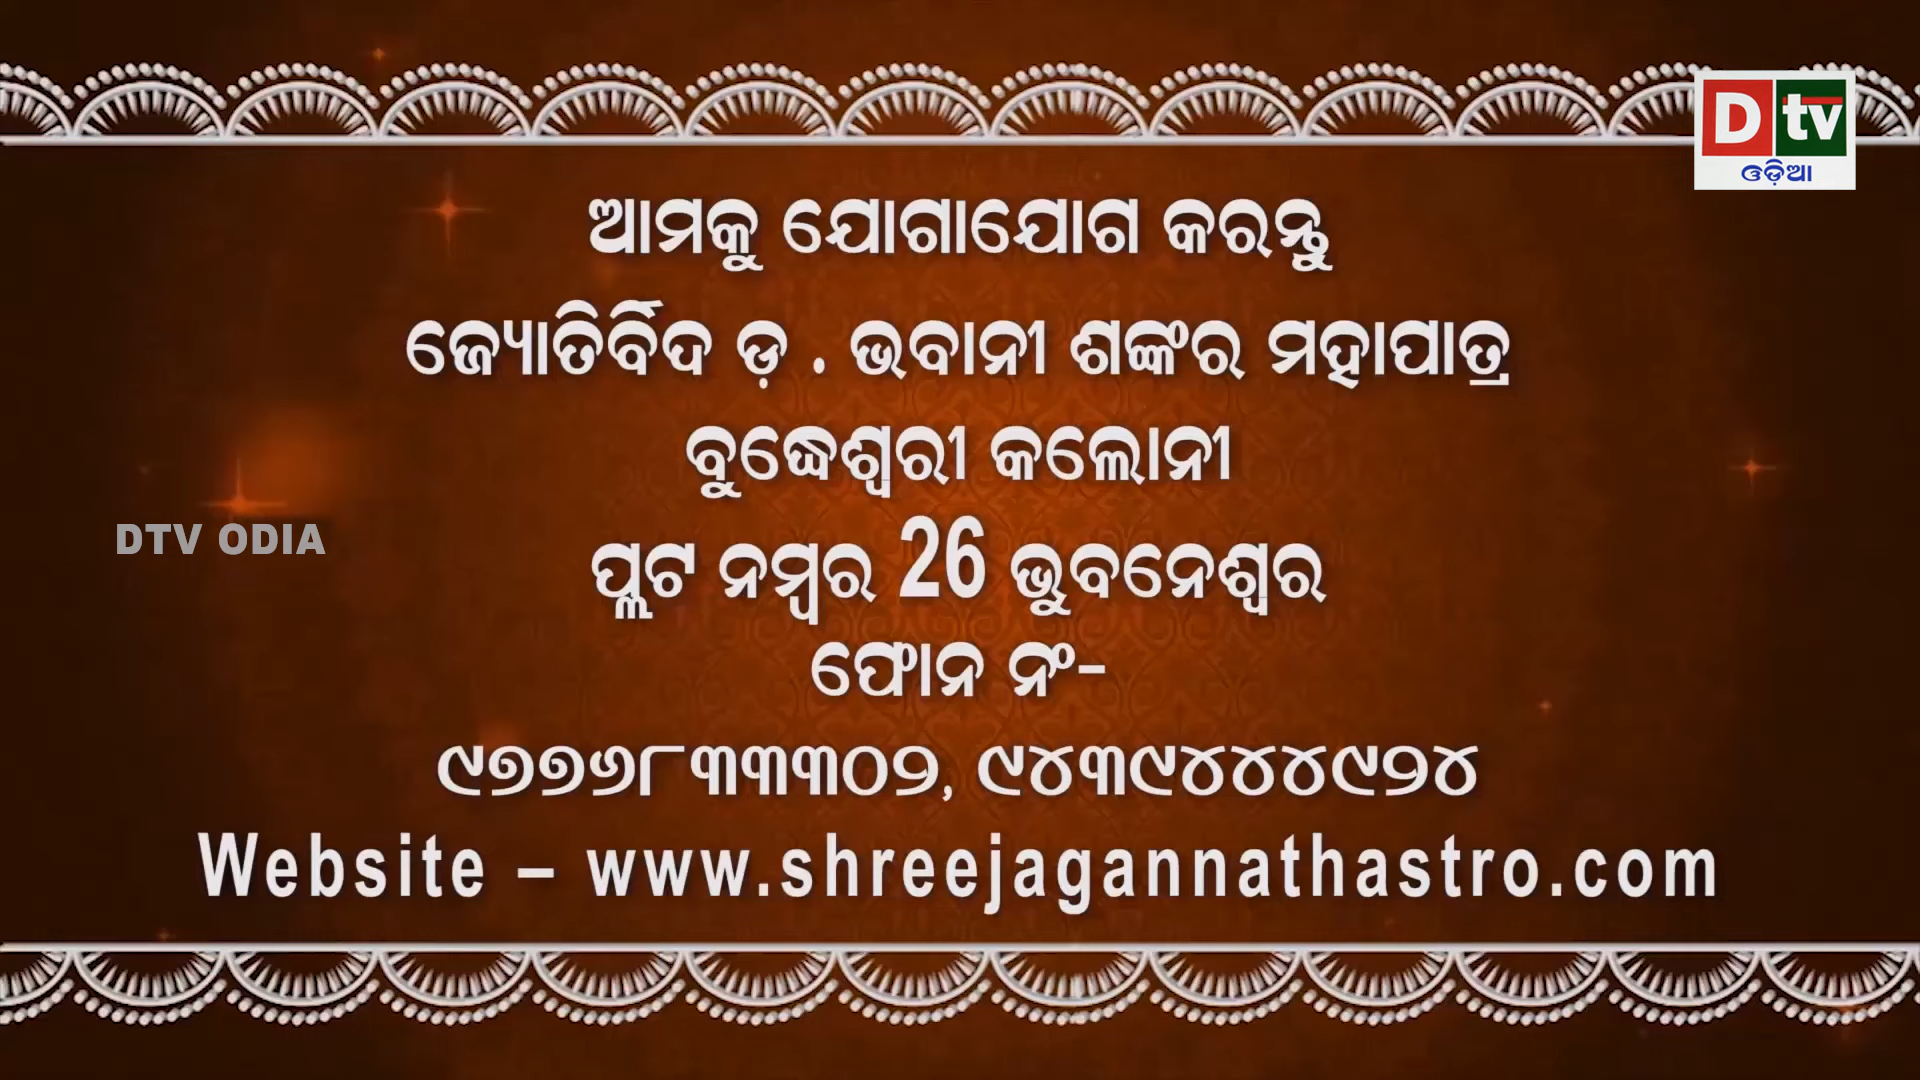 D tv
ଓଡ଼ିଆ
ଆମକୁ ଯୋଗାଯୋଗ କରନ୍ତୁ
ଜ୍ୟୋତିର୍ବିଦ ଡ଼ . ଭବାନୀ ଶଙ୍କର ମହାପାତ୍ର
ବୁଦ୍ଧେଶ୍ୱରୀ କଲୋନୀ
DTV ODIA
ପ୍ଲଟ ନମ୍ବର 26 ଭୁବନେଶ୍ୱର
ଫୋନ ନଂ-
୯୭୭୬୮୩୩୩୦୨, ୯୪୩୯୪୪୪୯୨୪
Website – www.shreejagannathastro.com